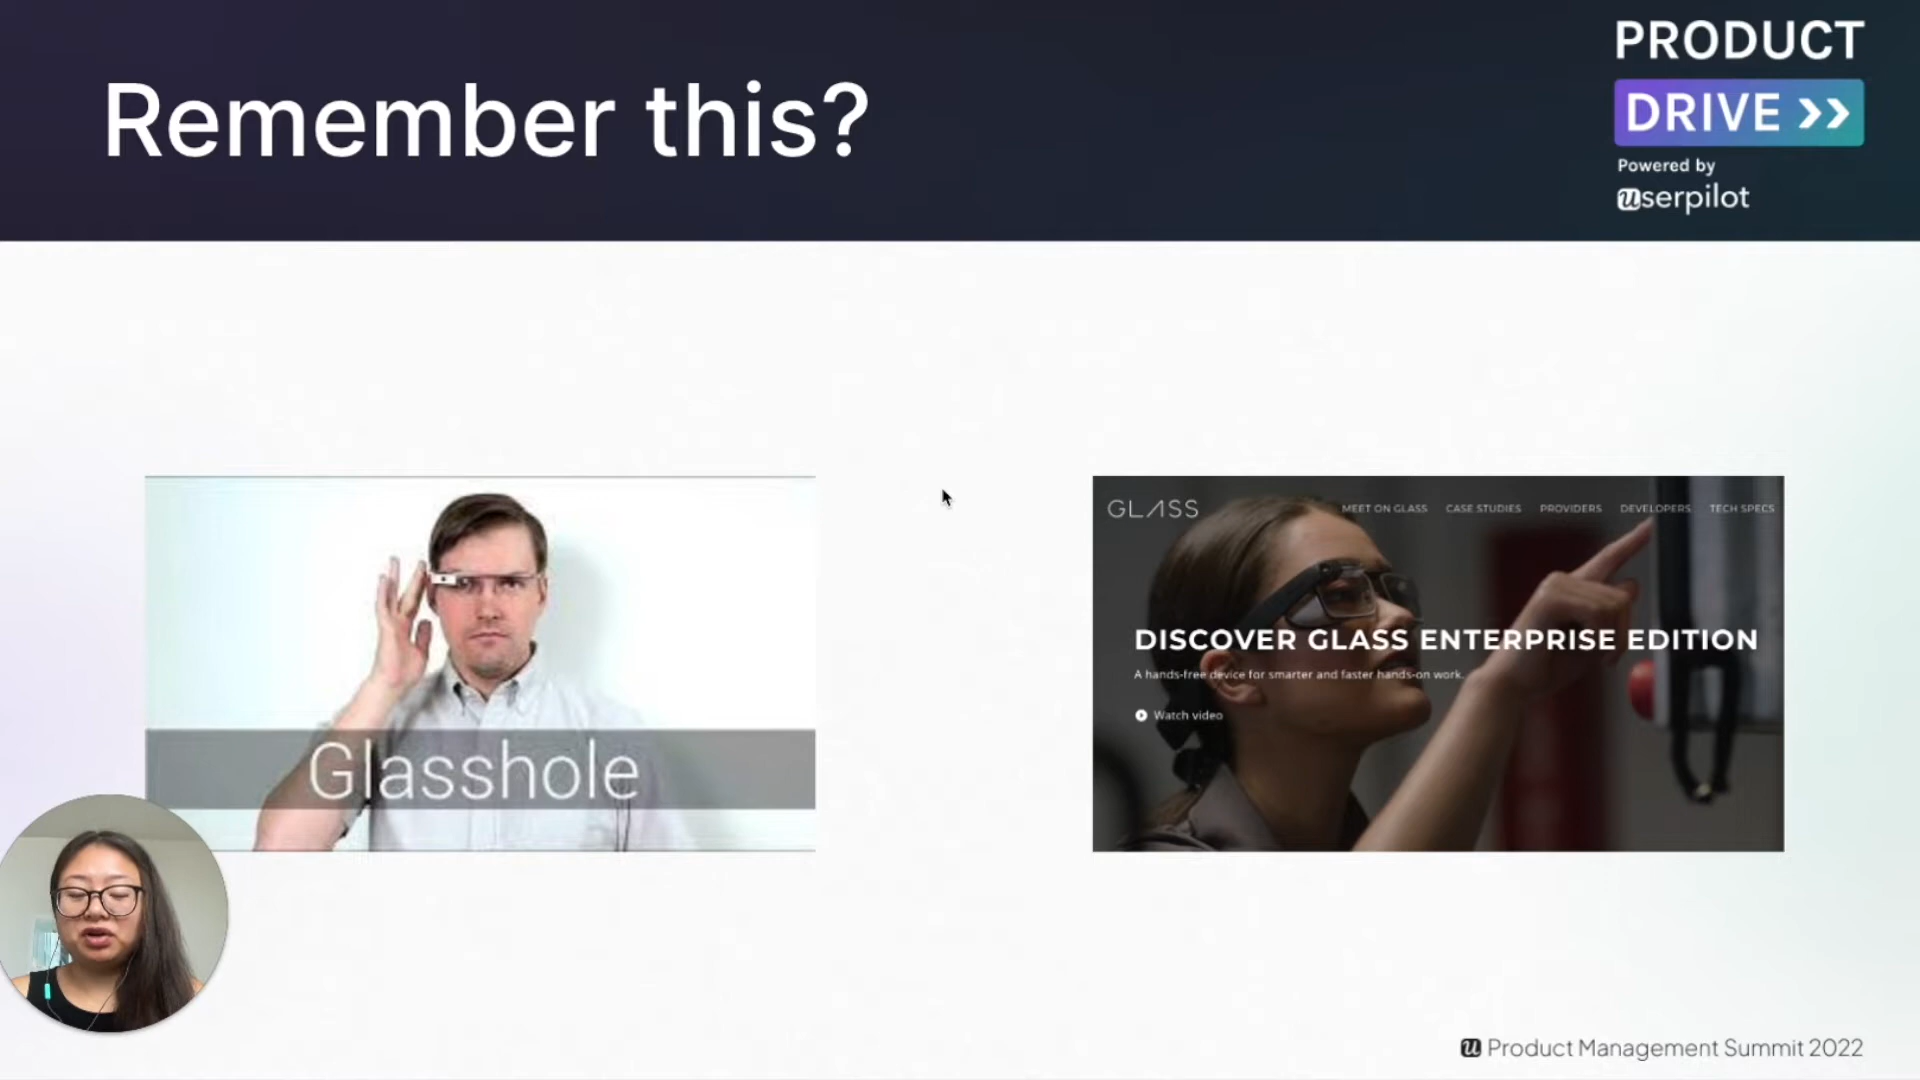 Remember this?
PRODUCT
DRIVE >>
Powered by
userpilot
Glasshole
GLASS
MEET ON GLASS CASE STUDIES PROVIDERS DEVELOPERS TECH SPECS
DISCOVER GLASS ENTERPRISE EDITION
A hands-free device for smarter and faster hands-on work.
Watch video
u Product Management Summit 2022